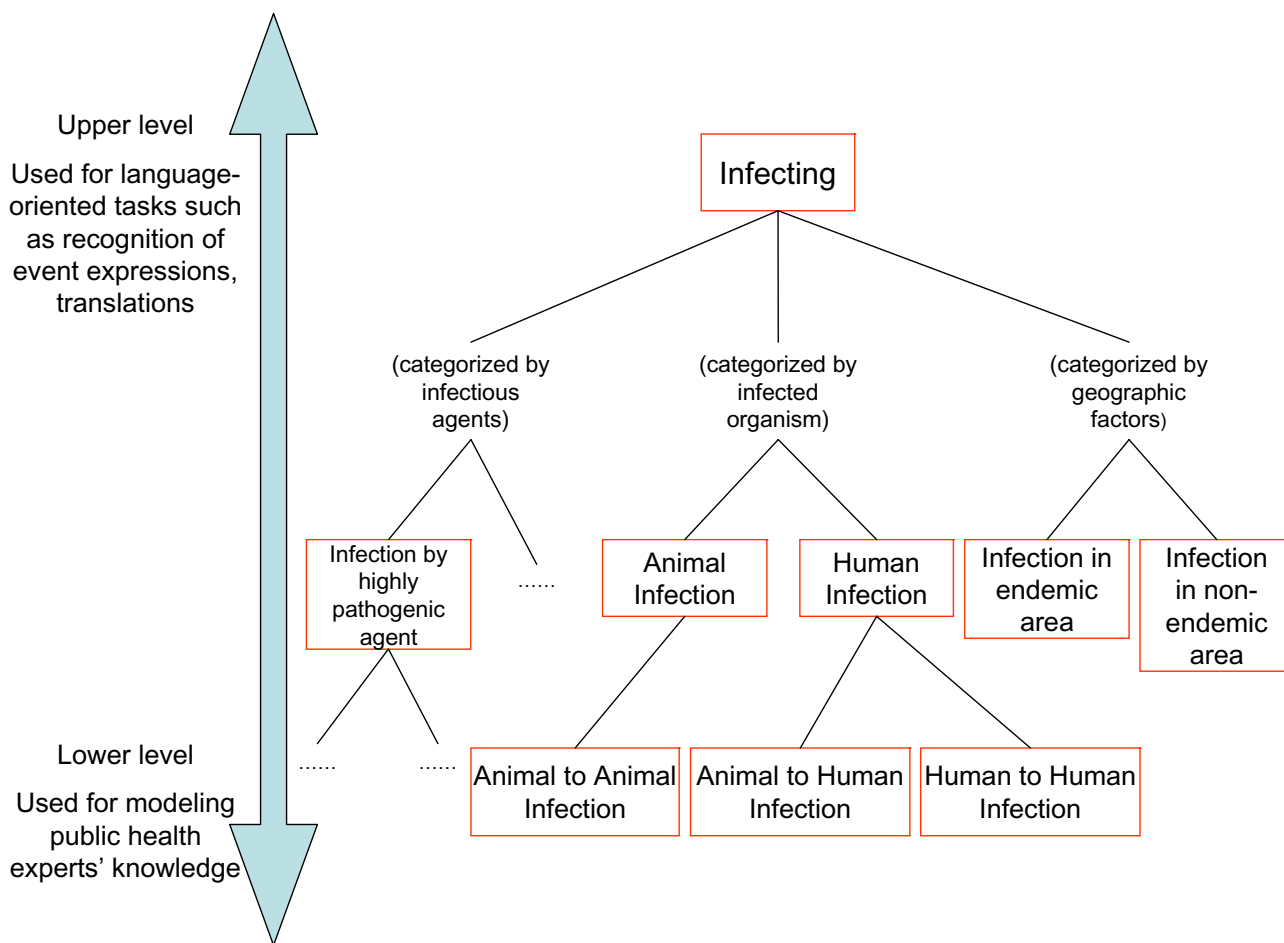 Upper level
Used for language-
oriented tasks such
as recognition of
event expressions,
translations
Infecting
(categorized by
infectious
agents)
(categorized by
infected
organism)
(categorized by
geographic
factors)
Infection by
highly
pathogenic
agent
......
Animal
Infection
Human
Infection
Infection in
endemic
area
Infection
in non-
endemic
area
Lower level
Used for modeling
public health
experts’ knowledge
......
......
Animal to Animal
Infection
Animal to Human
Infection
Human to Human
Infection